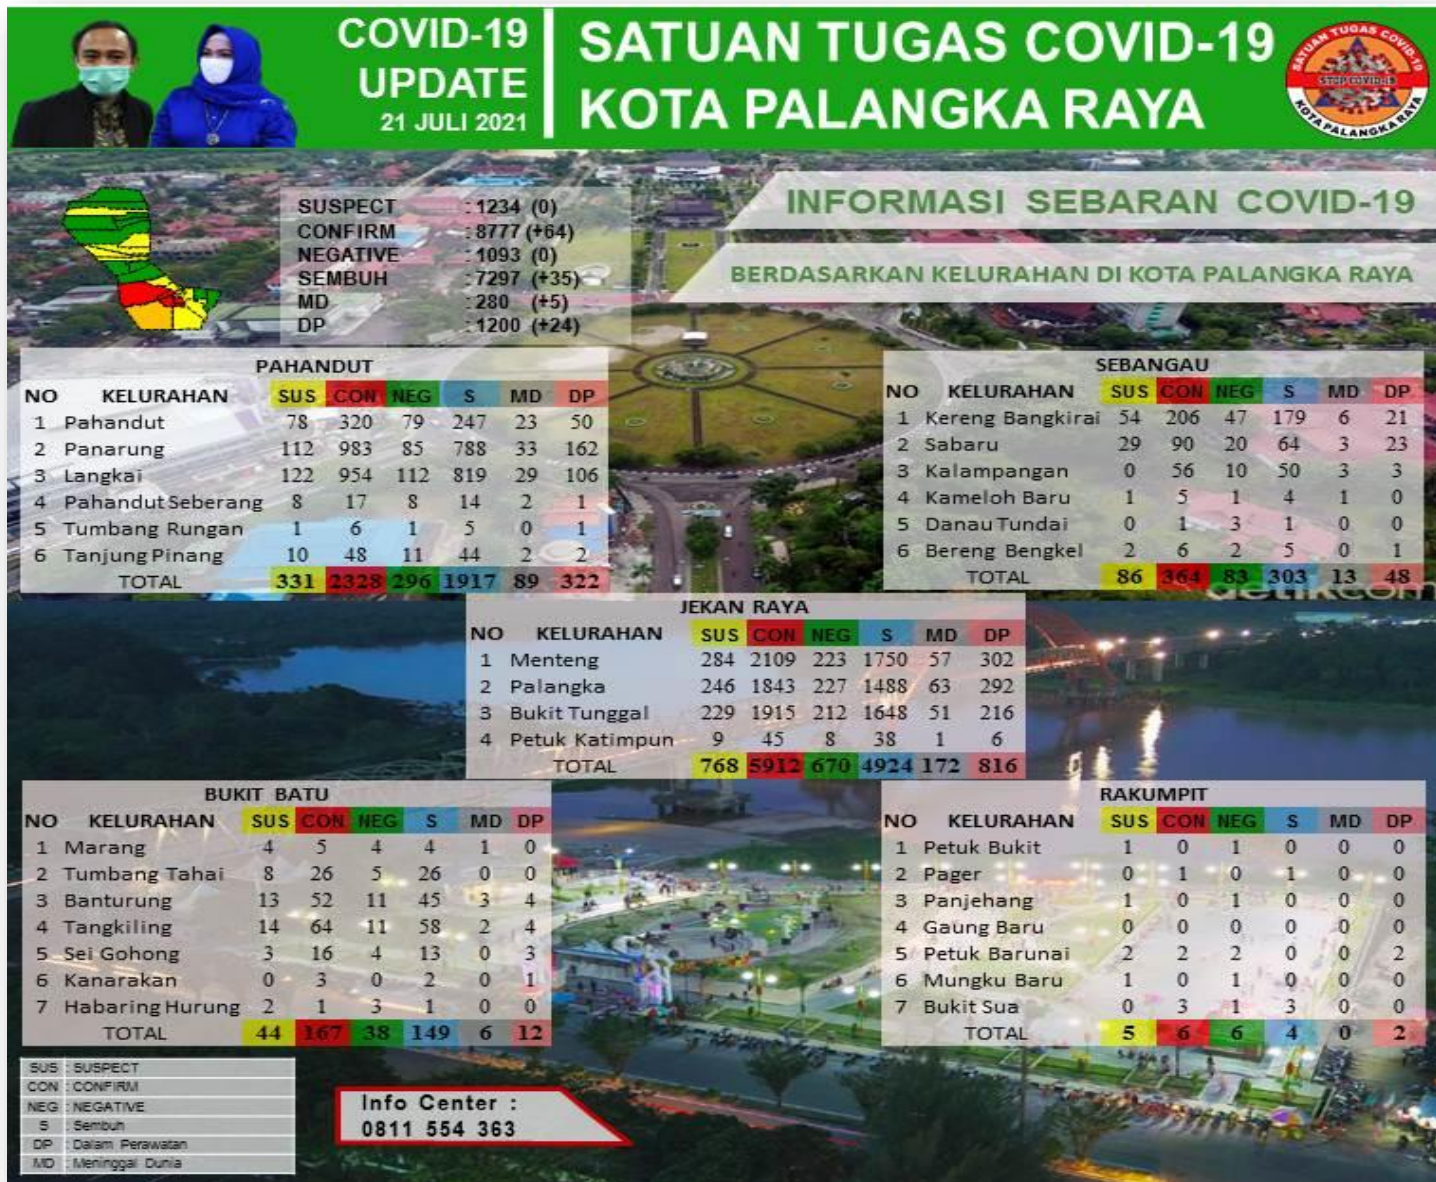 COVID-19
UPDATE
21 JULI 2021
SATUAN TUGAS COVID-19
KOTA PALANGKA RAYA
SATUAN TUGAS COVID-19
STOP COVID-19
KOTA PALANGKA RAYA
INFORMASI SEBARAN COVID-19
BERDASARKAN KELURAHAN DI KOTA PALANGKA RAYA
SUSPECT : 1234 (0)
CONFIRM : 8777 (+64)
NEGATIVE : 1093 (0)
SEMBUH : 7297 (+35)
MD : 280 (+5)
DP : 1200 (+24)
PAHANDUT
NO KELURAHAN SUS CON NEG S MD DP
1 Pahandut 78 320 79 247 23 50
2 Panarung 112 983 85 788 33 162
3 Langkai 122 954 112 819 29 106
4 Pahandut Seberang 8 17 8 14 2 1
5 Tumbang Rungan 1 6 1 5 0 1
6 Tanjung Pinang 10 48 11 44 2 2
TOTAL 331 2328 296 1917 89 322
SEBANGAU
NO KELURAHAN SUS CON NEG S MD DP
1 Kereng Bangkirai 54 206 47 179 6 21
2 Sabaru 29 90 20 64 3 23
3 Kalampangan 0 56 10 50 3 3
4 Kameloh Baru 1 5 1 4 1 0
5 Danau Tundai 0 1 3 1 0 0
6 Bereng Bengkel 2 6 2 5 0 1
TOTAL 86 364 83 303 13 48
detikcom
JEKAN RAYA
NO KELURAHAN SUS CON NEG S MD DP
1 Menteng 284 2109 223 1750 57 302
2 Palangka 246 1843 227 1488 63 292
3 Bukit Tunggal 229 1915 212 1648 51 216
4 Petuk Katimpun 9 45 8 38 1 6
TOTAL 768 5912 670 4924 172 816
BUKIT BATU
NO KELURAHAN SUS CON NEG S MD DP
1 Marang 4 5 4 4 1 0
2 Tumbang Tahai 8 26 5 26 0 0
3 Banturung 13 52 11 45 3 4
4 Tangkiling 14 64 11 58 2 4
5 Sei Gohong 3 16 4 13 0 3
6 Kanarakan 0 3 0 2 0 1
7 Habaring Hurung 2 1 3 1 0 0
TOTAL 44 167 38 149 6 12
RAKUMPIT
NO KELURAHAN SUS CON NEG S MD DP
1 Petuk Bukit 1 0 1 0 0 0
2 Pager 0 1 0 1 0 0
3 Panjehang 1 0 1 0 0 0
4 Gaung Baru 0 0 0 0 0 0
5 Petuk Barunai 2 2 2 0 0 2
6 Mungku Baru 1 0 1 0 0 0
7 Bukit Sua 0 3 1 3 0 0
TOTAL 5 6 6 4 0 2
SUS : SUSPECT
CON : CONFIRM
NEG : NEGATIVE
S : Sembuh
DP : Dalam Perawatan
MD : Meninggal Dunia
Info Center :
0811 554 363